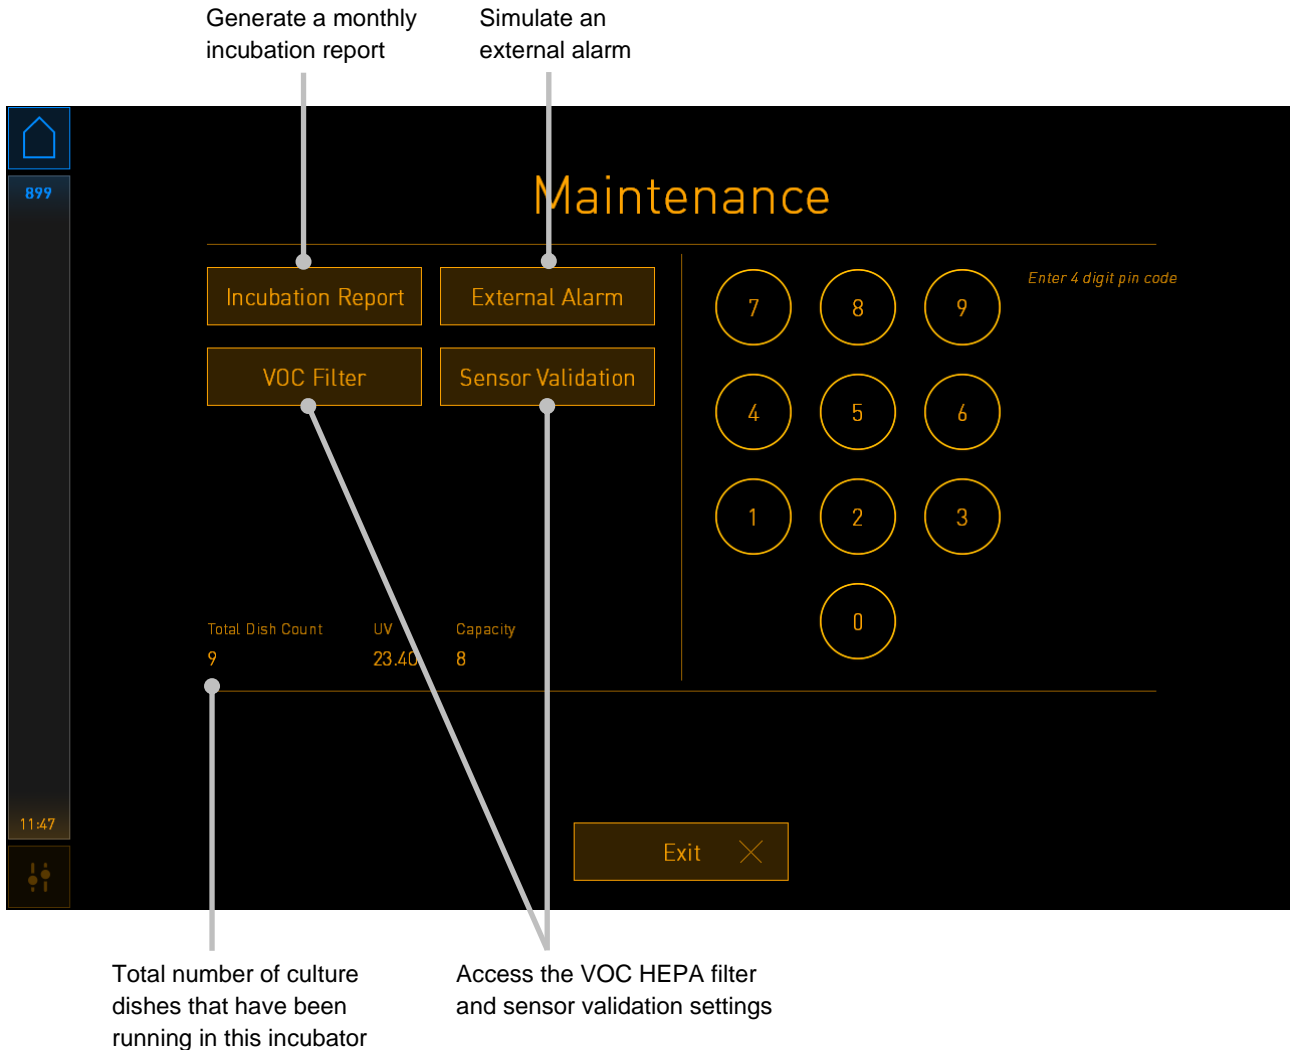 Generate a monthly
incubation report
Simulate an
external alarm
899
Maintenance
Incubation Report
External Alarm
VOC Filter
Sensor Validation
7
8
9
Enter 4 digit pin code
4
5
6
1
2
3
0
Total Dish Count
9
UV
23.40
Capacity
8
11:47
Exit
Total number of culture
dishes that have been
running in this incubator
Access the VOC HEPA filter
and sensor validation settings